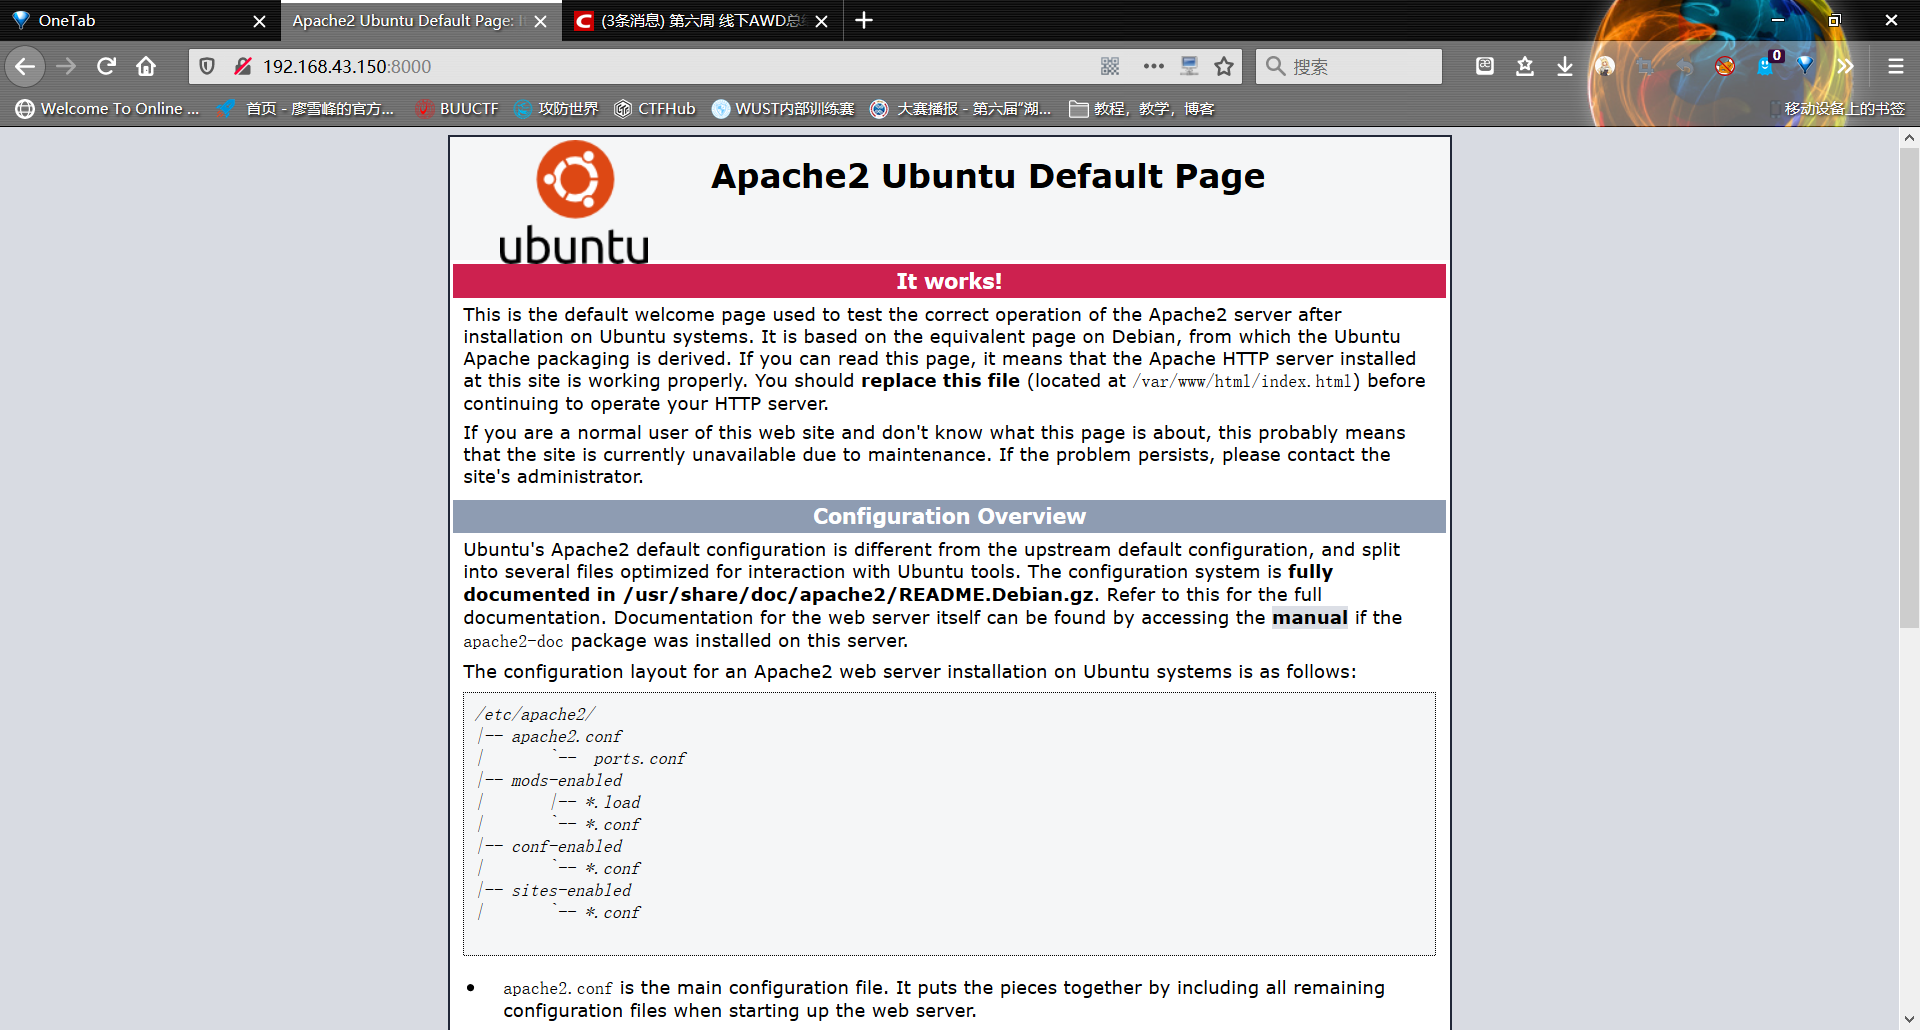 OneTab
Apache2 Ubuntu Default Page:
(3条消息) 第六周 线下AWD总
192.168.43.150:8000
搜索
0
Welcome To Online ...
首页 - 廖雪峰的官方...
BUUCTF
攻防世界
CTFHub
WUST内部训练赛
大赛播报 - 第六届“湖...
教程，教学，博客
移动设备上的书签
ubuntu
Apache2 Ubuntu Default Page
It works!
This is the default welcome page used to test the correct operation of the Apache2 server after
installation on Ubuntu systems. It is based on the equivalent page on Debian, from which the Ubuntu
Apache packaging is derived. If you can read this page, it means that the Apache HTTP server installed
at this site is working properly. You should replace this file (located at /var/www/html/index.html) before
continuing to operate your HTTP server.
If you are a normal user of this web site and don't know what this page is about, this probably means
that the site is currently unavailable due to maintenance. If the problem persists, please contact the
site's administrator.
Configuration Overview
Ubuntu's Apache2 default configuration is different from the upstream default configuration, and split
into several files optimized for interaction with Ubuntu tools. The configuration system is fully
documented in /usr/share/doc/apache2/README.Debian.gz. Refer to this for the full
documentation. Documentation for the web server itself can be found by accessing the manual if the
apache2-doc package was installed on this server.
The configuration layout for an Apache2 web server installation on Ubuntu systems is as follows:
/etc/apache2/
|-- apache2.conf
|       `--  ports.conf
|-- mods-enabled
|       |-- *.load
|       `-- *.conf
|-- conf-enabled
|       `-- *.conf
|-- sites-enabled
|       `-- *.conf
• apache2.conf is the main configuration file. It puts the pieces together by including all remaining
configuration files when starting up the web server.